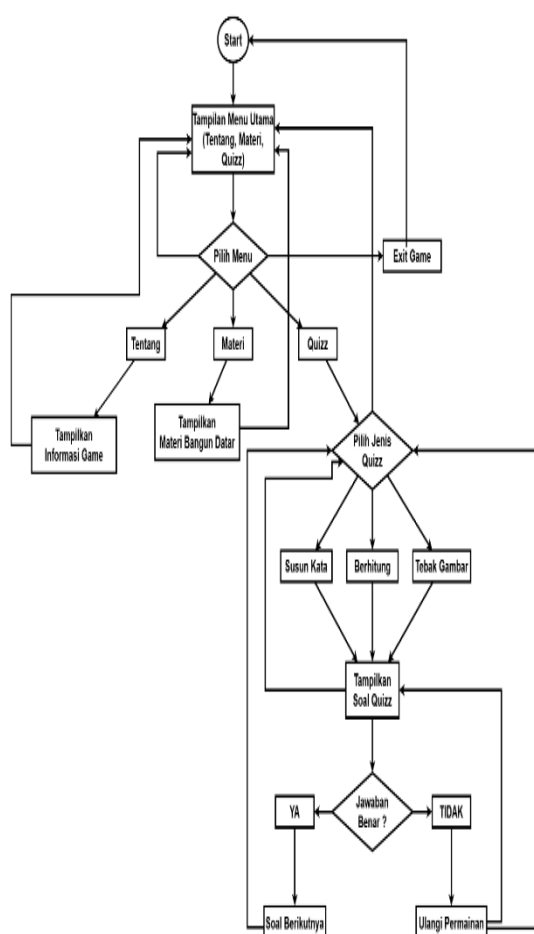 Start
Tampilan Menu Utama
(Tentang, Materi,
Quizz)
Pilih Menu
Exit Game
Tentang
Materi
Quizz
Tampilkan
Informasi Game
Tampilkan
Materi Bangun Datar
Pilih Jenis
Quizz
Susun Kata
Berhitung
Tebak Gambar
Tampilkan
Soal Quizz
YA
Jawaban
Benar ?
TIDAK
Soal Berikutnya
Ulangi Permainan